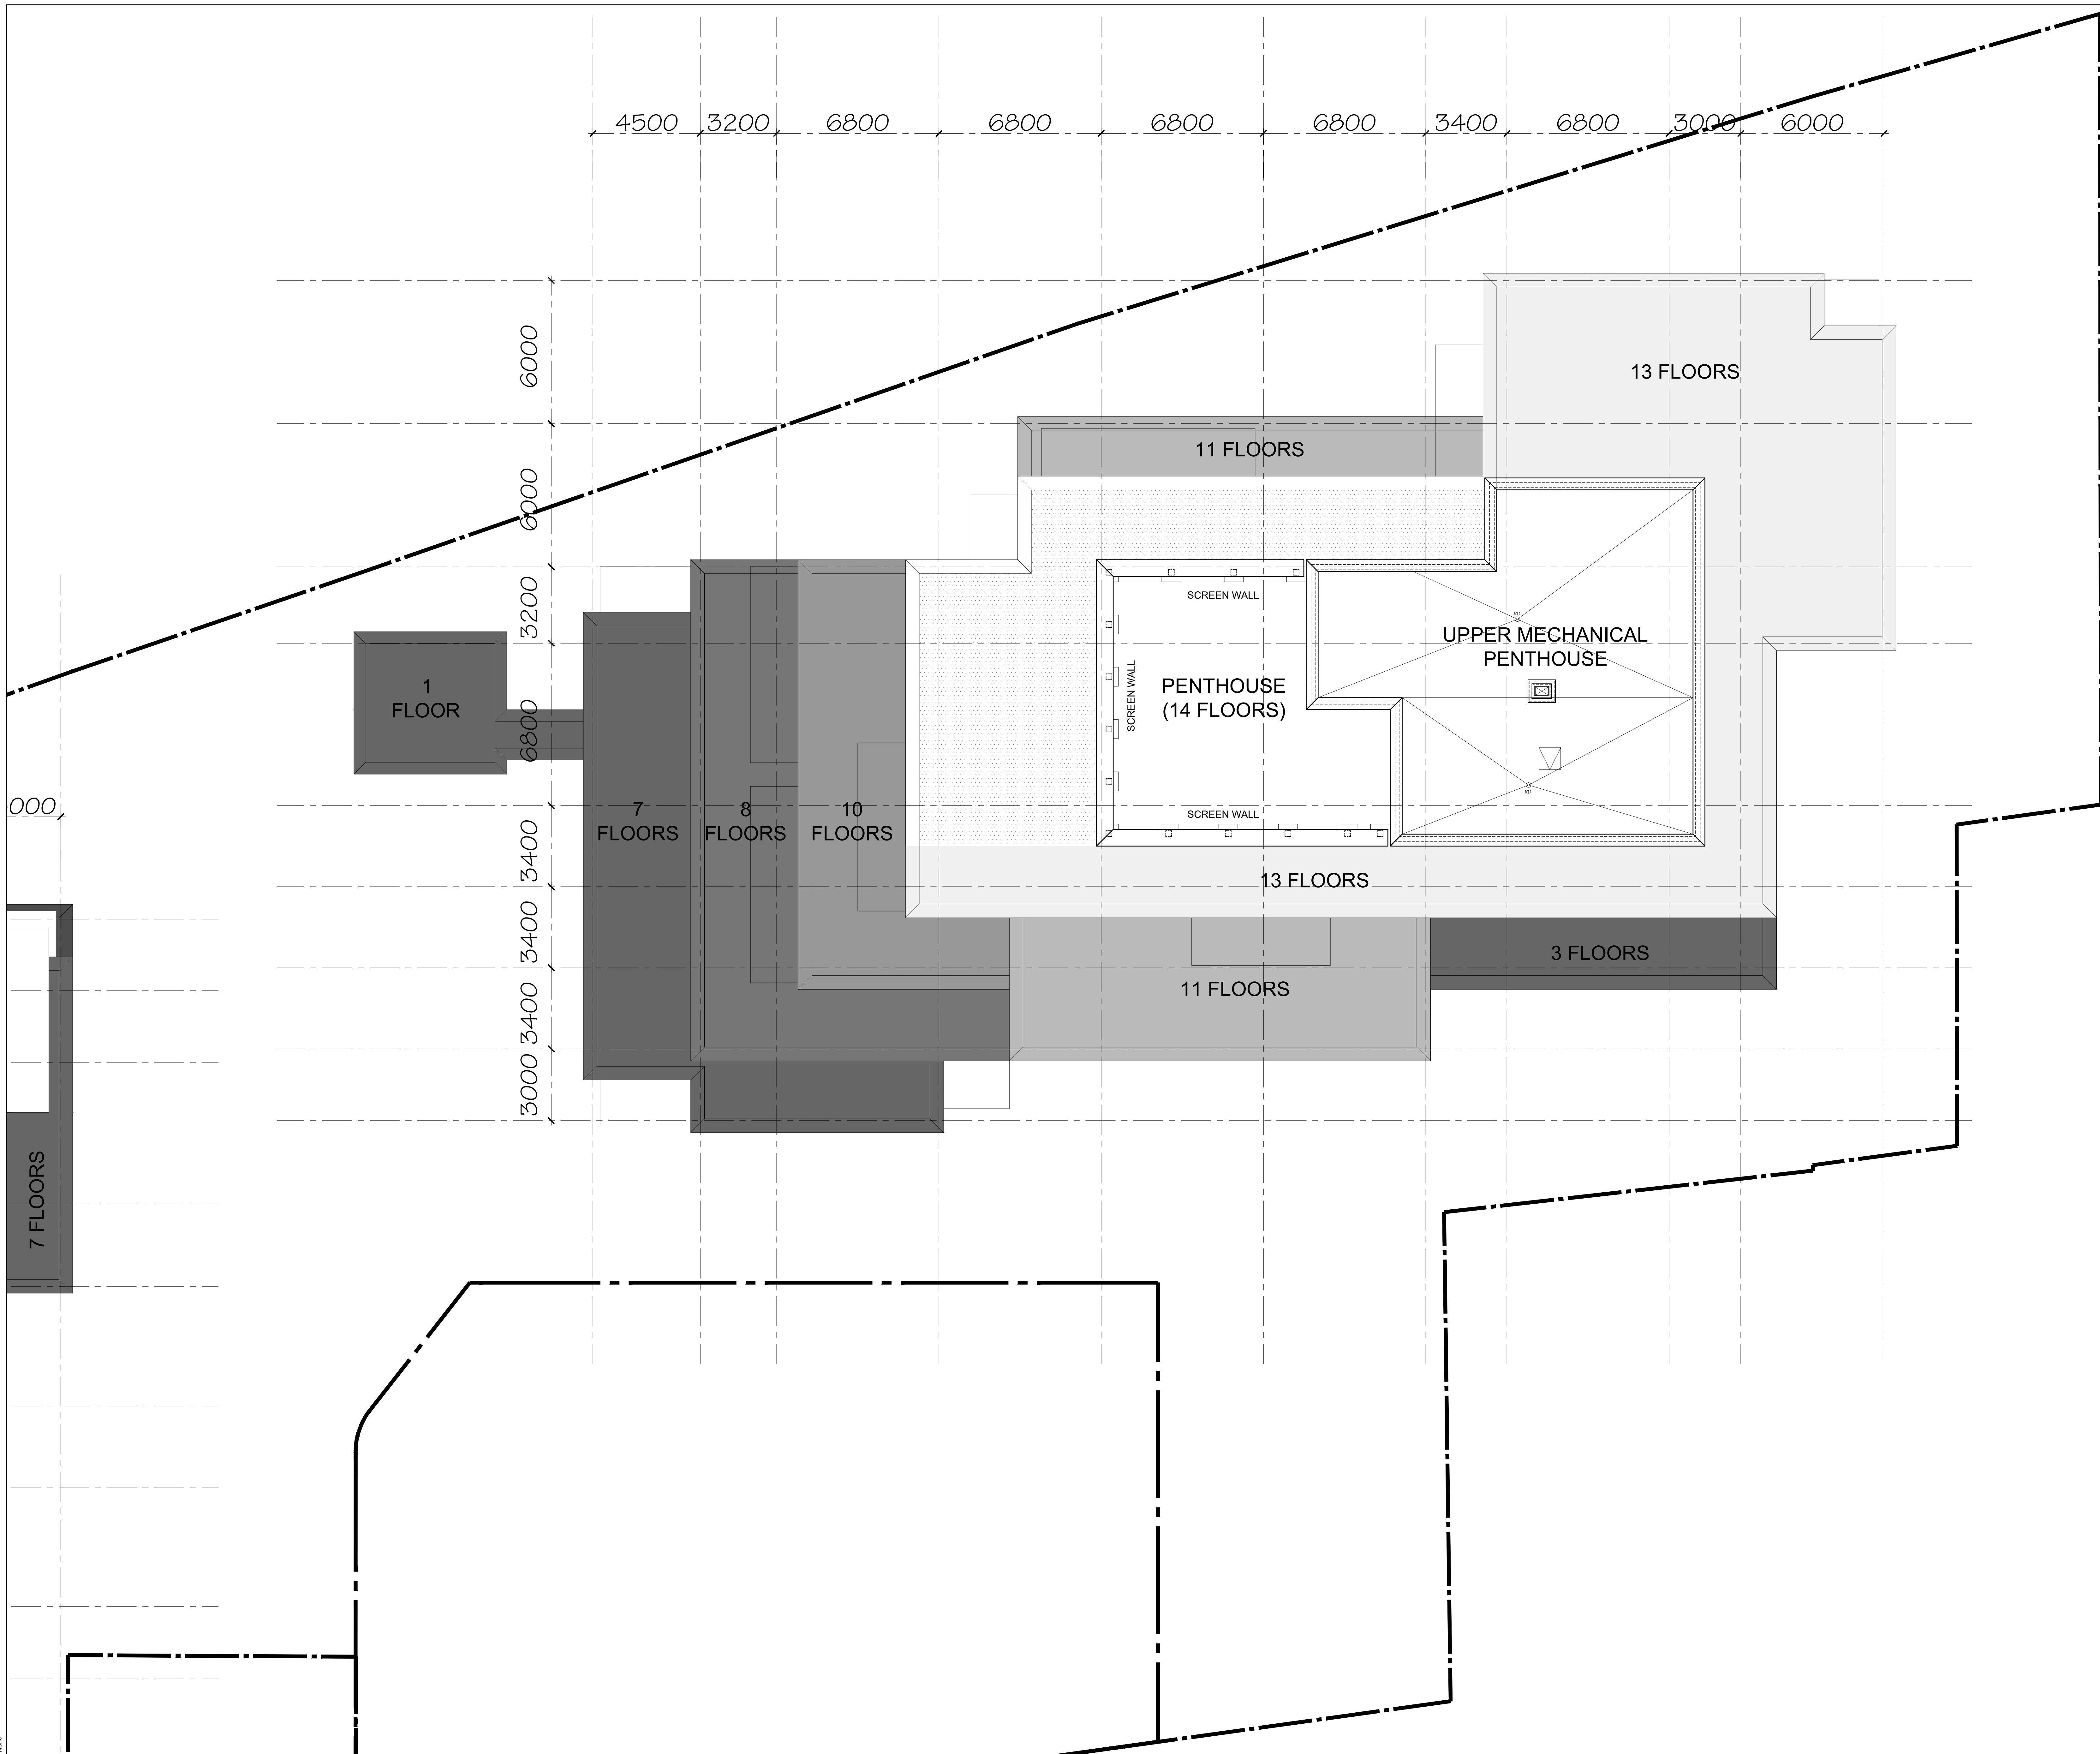 4500 3200 6800 6800 6800 6800 3400 6800 3000 6000
6000
13 FLOORS
11 FLOORS
6000
3200
SCREEN WALL
RD
UPPER MECHANICAL
PENTHOUSE
1
FLOOR
SCREEN WALL
PENTHOUSE
(14 FLOORS)
6800
RD
000
7
FLOORS
8
FLOORS
10
FLOORS
SCREEN WALL
3400
13 FLOORS
3400
3 FLOORS
11 FLOORS
3400
3000
7 FLOORS